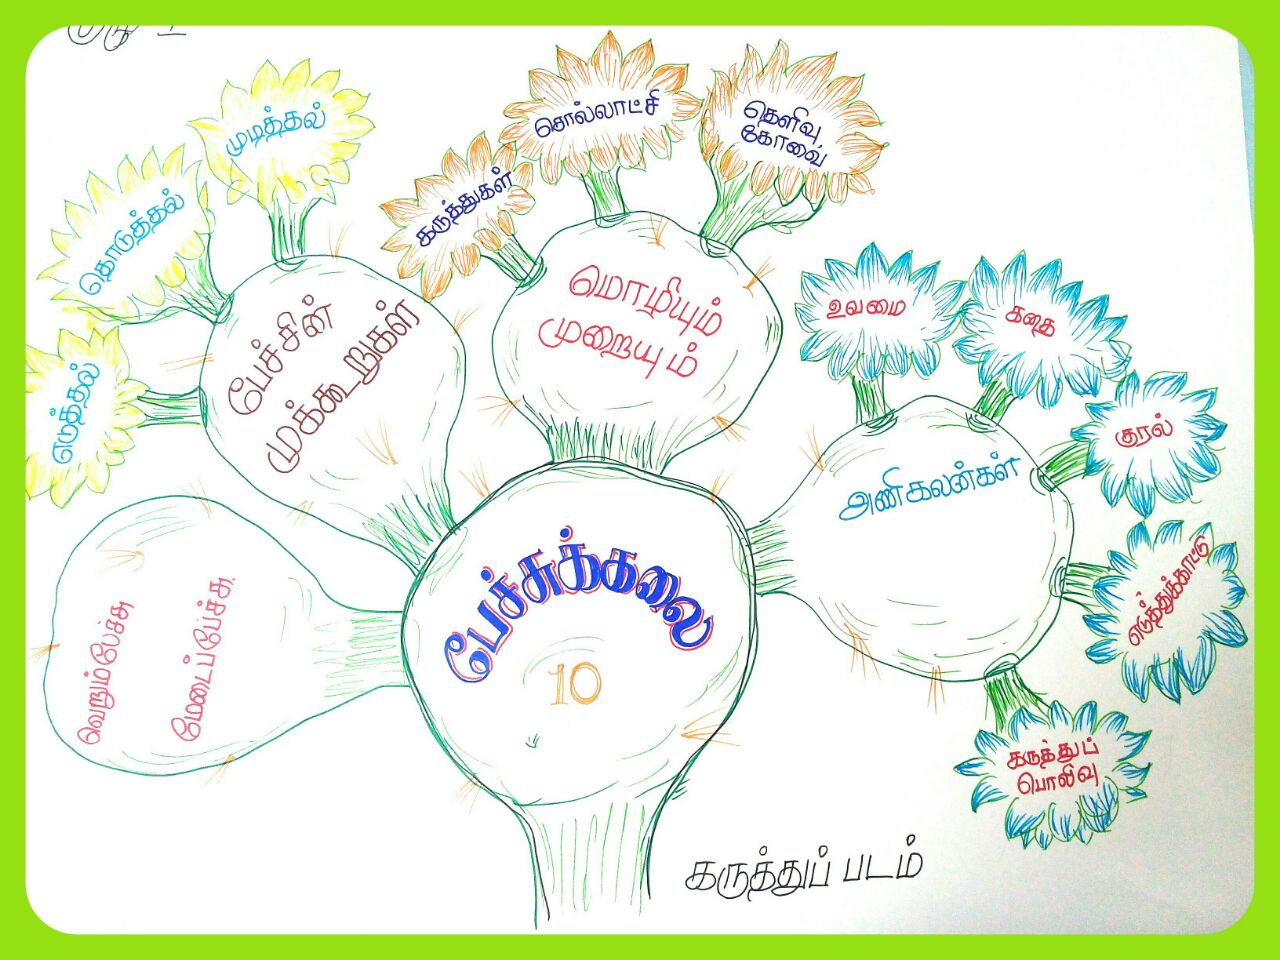 முடித்தல்
கொடுத்தல்
எடுத்தல்
பேச்சின்
முக்கூறுகள்
கருத்துகள்
சொல்லாட்சி
தெளிவு,
கோவை
மொழியும்
முறையும்
உவமை
கதை
குரல்
எடுத்துக்காட்டு
கருத்துப்
பொலிவு
அணிகலன்கள்
வெறும்பேச்சு
மேடைப்பேச்சு
பேச்சுக்கலை
10
கருத்துப் படம்